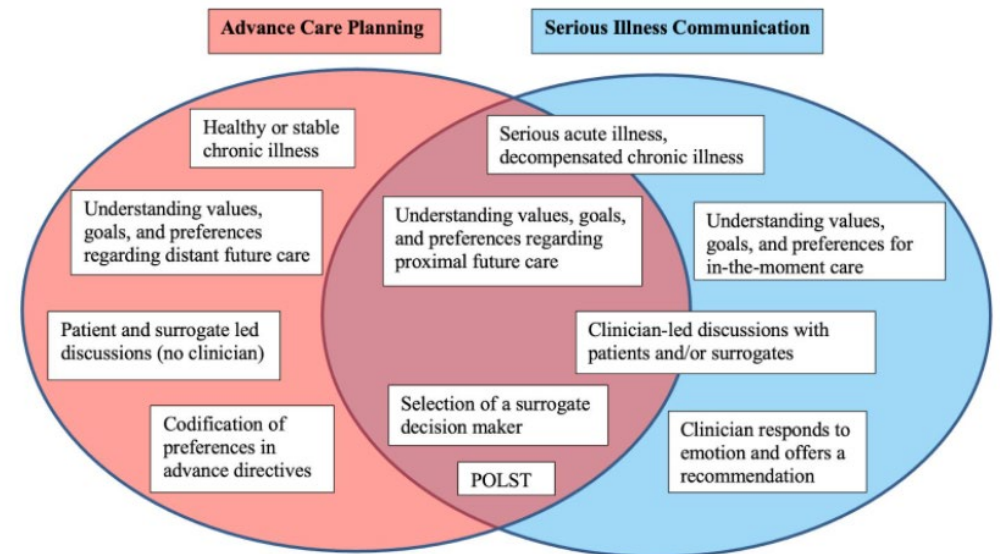 Advance Care Planning
Serious Illness Communication
Healthy or stable
chronic illness
Serious acute illness,
decompensated chronic illness
Understanding values,
goals, and preferences
regarding distant future care
Understanding values, goals,
and preferences regarding
proximal future care
Understanding values,
goals, and preferences for
in-the-moment care
Patient and surrogate led
discussions (no clinician)
Clinician-led discussions with
patients and/or surrogates
Codification of
preferences in
advance directives
Selection of a surrogate
decision maker
Clinician responds to
emotion and offers a
recommendation
POLST